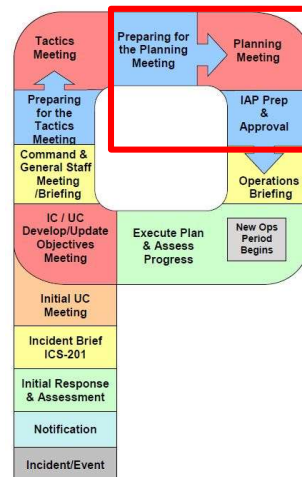 Tactics
Meeting
Preparing for
the Planning
Meeting
Planning
Meeting
Preparing
for the
Tactics
Meeting
IAP Prep
&
Approval
Command &
General Staff
Meeting
/Briefing
Operations
Briefing
IC / UC
Develop/Update
Objectives
Meeting
Execute Plan
& Assess
Progress
New Ops
Period
Begins
Initial UC
Meeting
Incident Brief
ICS-201
Initial Response
& Assessment
Notification
Incident/Event